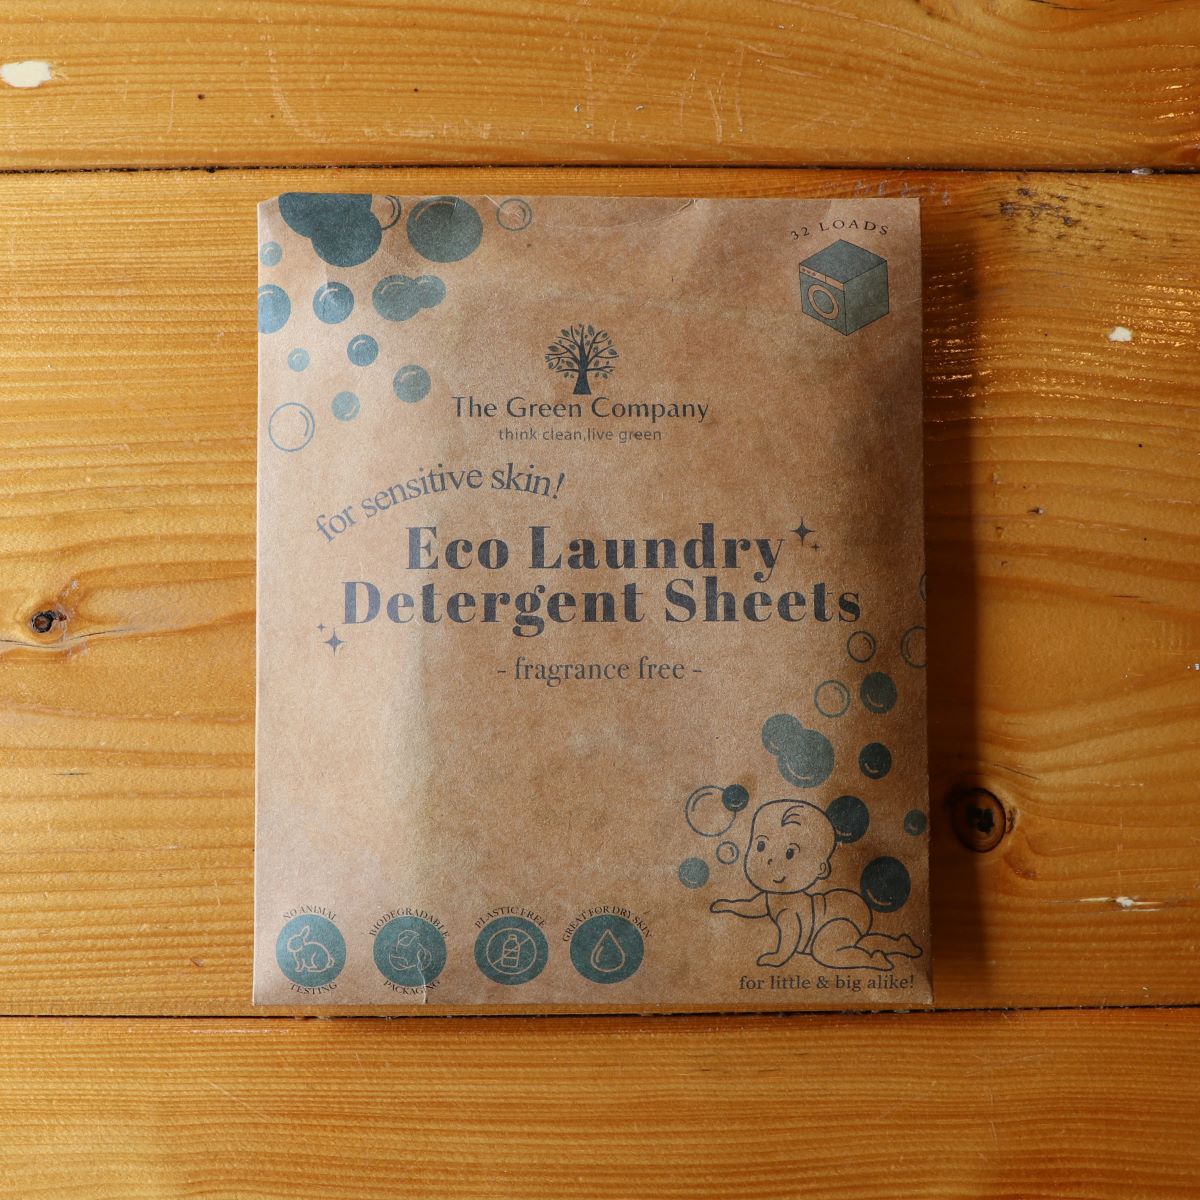 32 LOADS
The Green Company
think clean,live green
for sensitive skin!
Eco Laundry
Detergent Sheets
- fragrance free -
NO ANIMAL
TESTING
BIODEGRADABLE
PACKAGING
PLASTIC FREE
GREAT FOR DRY SKIN
for little & big alike!